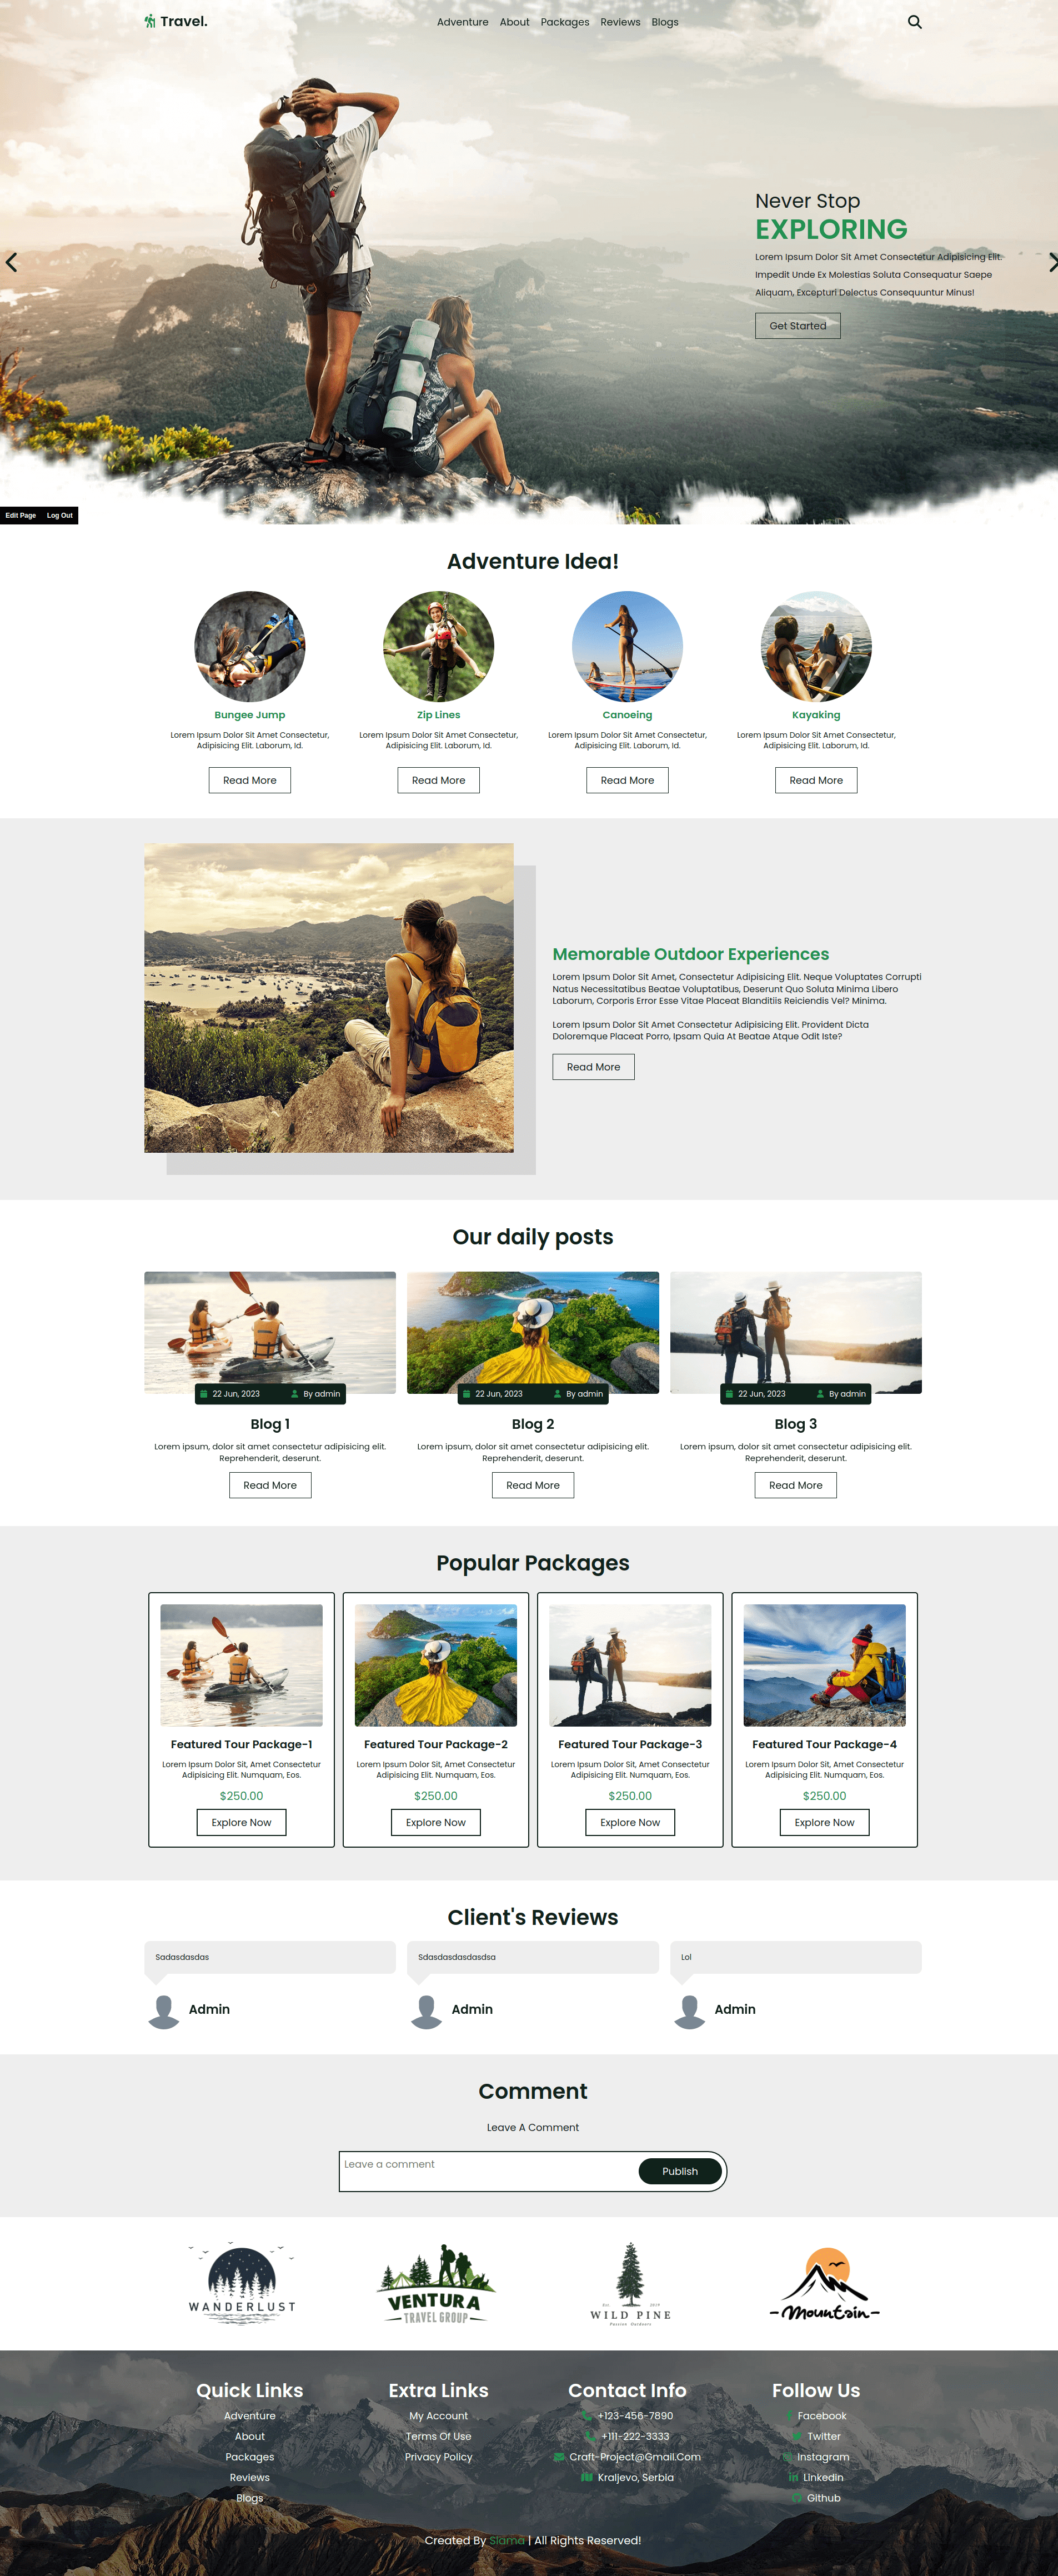 Travel.
Adventure About Packages Reviews Blogs
Never Stop
EXPLORING
Lorem Ipsum Dolor Sit Amet Consectetur Adipisicing Elit.
Impedit Unde Ex Molestias Soluta Consequatur Saepe
Aliquam, Excepturi Delectus Consequuntur Minus!
Get Started
Edit Page Log Out
Adventure Idea!
Bungee Jump Zip Lines Canoeing Kayaking
Lorem Ipsum Dolor Sit Amet Consectetur, Lorem Ipsum Dolor Sit Amet Consectetur, Lorem Ipsum Dolor Sit Amet Consectetur, Lorem Ipsum Dolor Sit Amet Consectetur,
Adipisicing Elit. Laborum, Id. Adipisicing Elit. Laborum, Id. Adipisicing Elit. Laborum, Id. Adipisicing Elit. Laborum, Id.
Read More Read More Read More Read More
Memorable Outdoor Experiences
Lorem Ipsum Dolor Sit Amet, Consectetur Adipisicing Elit. Neque Voluptates Corrupti
Natus Necessitatibus Beatae Voluptatibus, Deserunt Quo Soluta Minima Libero
Laborum, Corporis Error Esse Vitae Placeat Blanditiis Reiciendis Vel? Minima.
Lorem Ipsum Dolor Sit Amet Consectetur Adipisicing Elit. Provident Dicta
Doloremque Placeat Porro, Ipsam Quia At Beatae Atque Odit Iste?
Read More
Our daily posts
22 Jun, 2023 By admin 22 Jun, 2023 By admin 22 Jun, 2023 By admin
Blog 1 Blog 2 Blog 3
Lorem ipsum, dolor sit amet consectetur adipisicing elit. Lorem ipsum, dolor sit amet consectetur adipisicing elit. Lorem ipsum, dolor sit amet consectetur adipisicing elit.
Reprehenderit, deserunt. Reprehenderit, deserunt. Reprehenderit, deserunt.
Read More Read More Read More
Popular Packages
Featured Tour Package-1 Featured Tour Package-2 Featured Tour Package-3 Featured Tour Package-4
Lorem Ipsum Dolor Sit, Amet Consectetur Lorem Ipsum Dolor Sit, Amet Consectetur Lorem Ipsum Dolor Sit, Amet Consectetur Lorem Ipsum Dolor Sit, Amet Consectetur
Adipisicing Elit. Numquam, Eos. Adipisicing Elit. Numquam, Eos. Adipisicing Elit. Numquam, Eos. Adipisicing Elit. Numquam, Eos.
$250.00 $250.00 $250.00 $250.00
Explore Now Explore Now Explore Now Explore Now
Client's Reviews
Sadasdasdas Sdasdasdasdasdsa Lol
Admin Admin Admin
Comment
Leave A Comment
Leave a comment Publish
WANDERLUST
VENTURA
TRAVEL GROUP
Est. 2019
WILD PINE
Passion Outdoors
Mountain
Quick Links Extra Links Contact Info Follow Us
Adventure My Account +123-456-7890 Facebook
About Terms Of Use +111-222-3333 Twitter
Packages Privacy Policy Craft-Project@Gmail.Com Instagram
Reviews Kraljevo, Serbia Linkedin
Blogs Github
Created By Slama | All Rights Reserved!